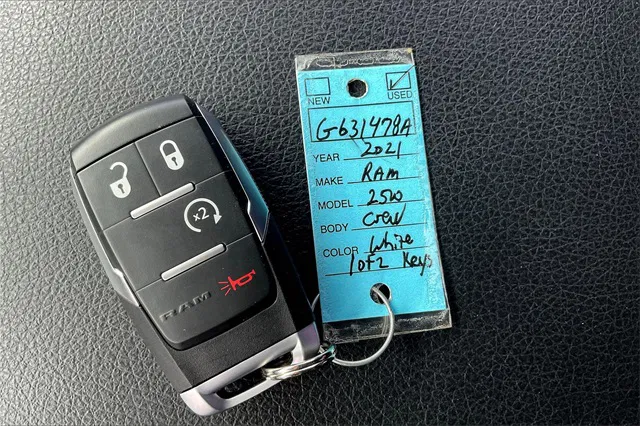 NEW USED
G631478A
YEAR 2021
MAKE RAM
MODEL 2500
BODY Crew
COLOR White
1 of 2 Keys
x2
RAM